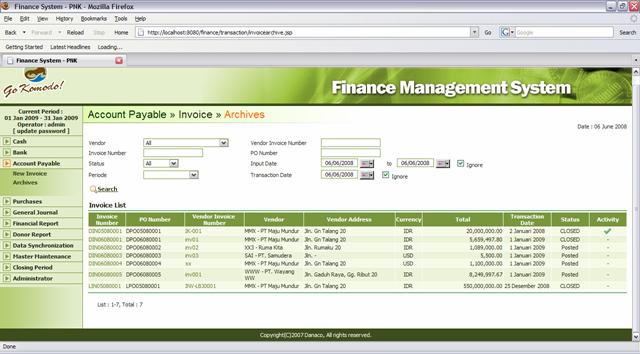 Finance System - PNK - Mozilla Firefox
File Edit View History Bookmarks Tools Help
Back Forward Reload Stop Home http://localhost:8080/finance/transaction/invoicearchive.jsp Go Google Search
Getting Started Latest Headlines Loading...
Finance System - PNK
Go Komodo!
Finance Management System
Current Period :
01 Jan 2009 - 31 Jan 2009
Operator : admin
[ update password ]
Cash
Bank
Account Payable
New Invoice
Archives
Purchases
General Journal
Financial Report
Donor Report
Data Synchronization
Master Maintenance
Closing Period
Administrator
Account Payable » Invoice » Archives
Date : 06 June 2008
Vendor All Vendor Invoice Number
Invoice Number PO Number
Status All Input Date 06/06/2008 to 06/06/2008 Ignore
Periode Transaction Date 06/06/2008 Ignore
Search
Invoice List
Invoice Number PO Number Vendor Invoice Number Vendor Vendor Address Currency Total Transaction Date Status Activity
DIN05080001 DPO05080001 IK-001 MMX - PT Maju Mundur Jln. Gn Talang 20 IDR 20,000,000.00 2 Januari 2008 CLOSED
DIN06080001 DPO06080001 inv01 MMX - PT Maju Mundur Jln. Gn Talang 20 IDR 5,659,497.80 1 Januari 2009 CLOSED -
DIN06080002 DPO06080002 inv02 XX3 - Ruma Kita Jln. Rumaku 20 IDR 1,089,000.00 1 Januari 2009 Posted -
DIN06080003 DPO06080003 inv03 SAI - PT. Samudera Jln. - USD 5,500.00 1 Januari 2009 Posted -
DIN06080004 DPO06080004 xx MMX - PT Maju Mundur Jln. Gn Talang 20 USD 1,100,000.00 1 Januari 2009 Posted -
DIN06080005 DPO06080005 inv001 WWW - PT. Wayang WW Jln. Gaduh Raya, Gg. Ribut 20 IDR 8,249,997.67 1 Januari 2009 Posted -
LIN05080001 LPO05080001 MMX - PT Maju Mundur Jln. Gn Talang 20 IDR 550,000,000.00 25 Desember 2008 CLOSED -
List : 1-7, Total : 7
Copyright(C)2007 Danaco, All rights reserved.
Done